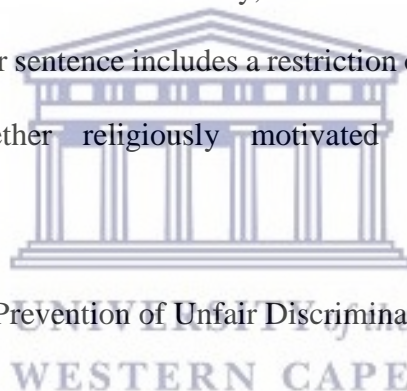 r sentence includes a restriction
ether religiously motivated
Prevention of Unfair Discrimina
UNIVERSITY of the
WESTERN CAPE